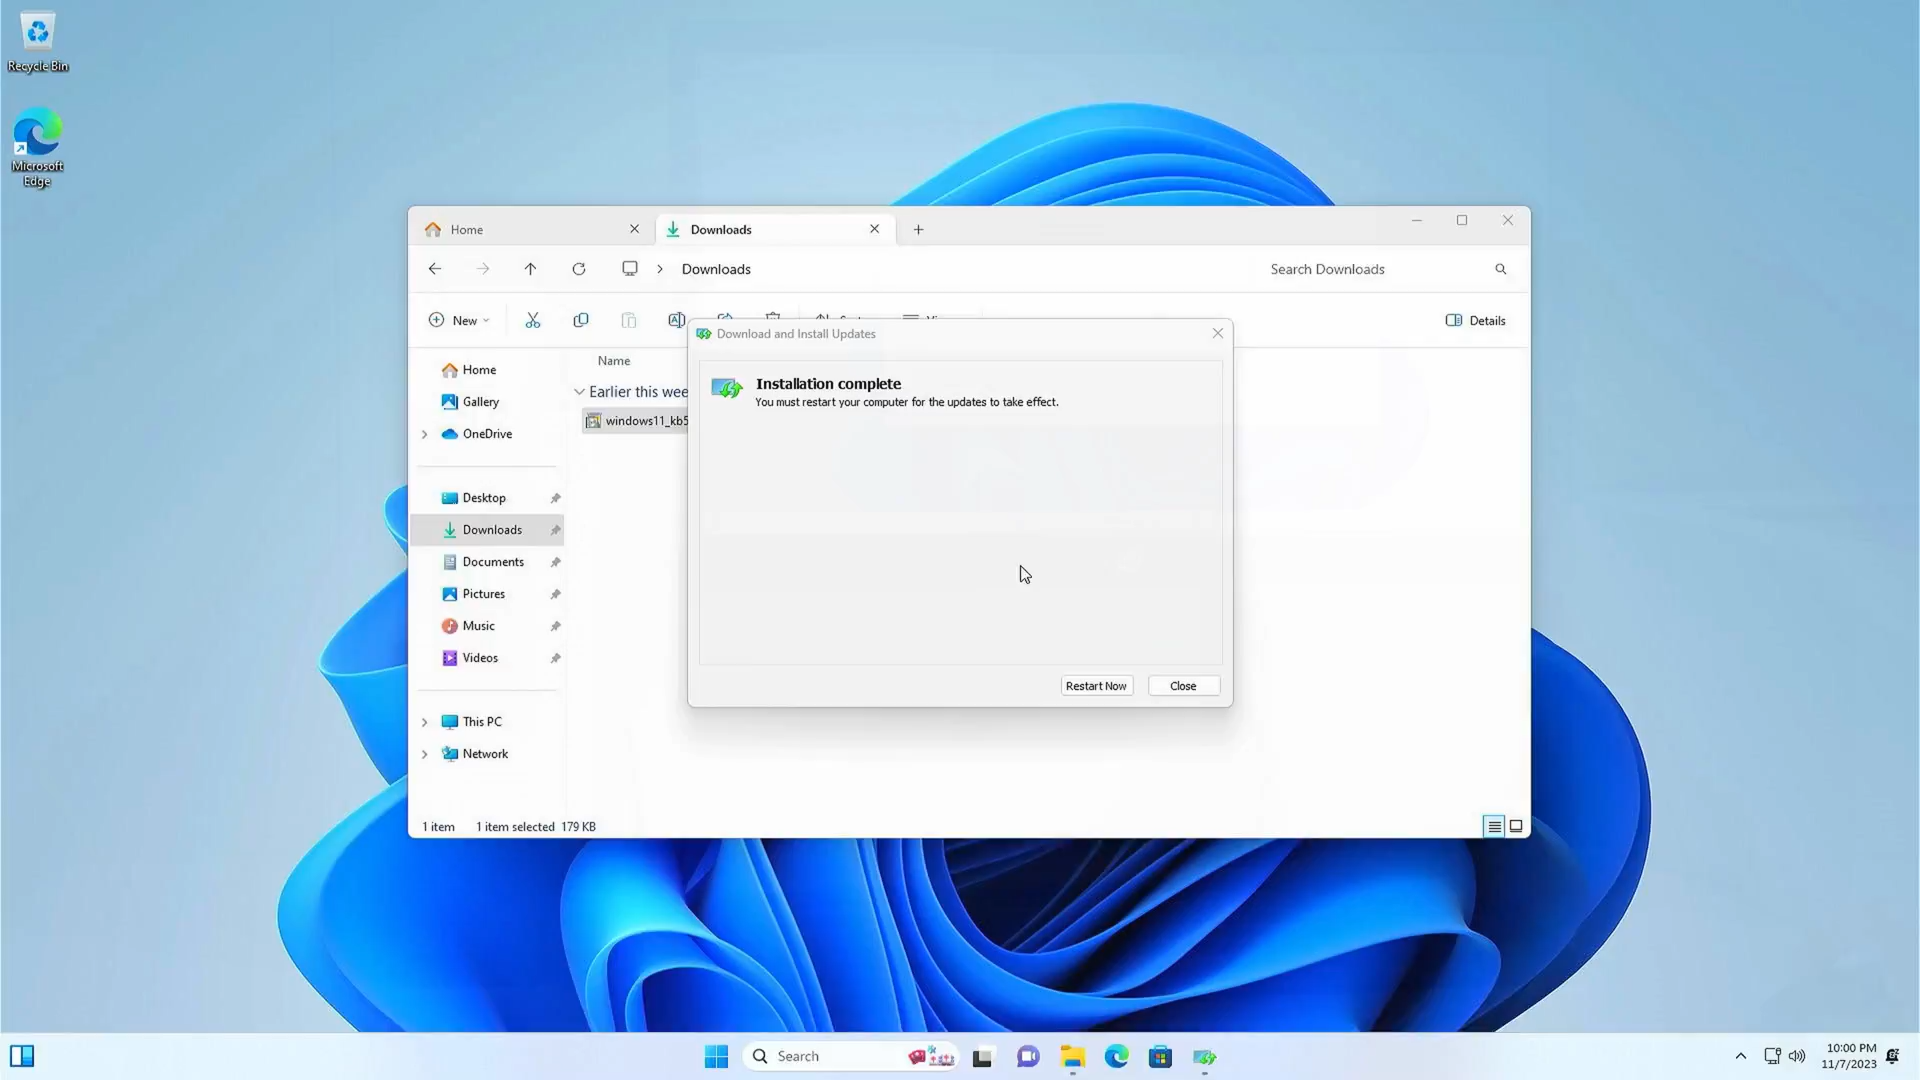 Recycle Bin
Microsoft
Edge
Home
Downloads
Downloads
Search Downloads
New
Details
Download and Install Updates
Name
Installation complete
You must restart your computer for the updates to take effect.
Earlier this wee
windows11_kb5
Home
Gallery
OneDrive
Desktop
Downloads
Documents
Pictures
Music
Videos
This PC
Network
Restart Now
Close
1 item
1 item selected 179 KB
Search
10:00 PM
11/7/2023